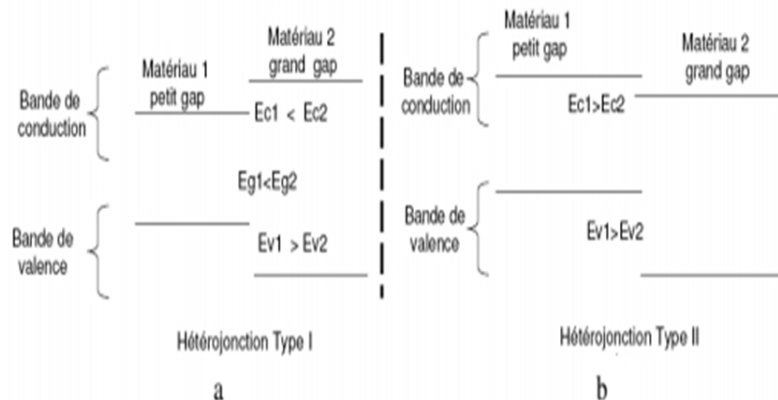 Matériau 1
petit gap
Matériau 2
grand gap
Bande de
conduction
Ec1 < Ec2
Eg1<Eg2
Bande de
valence
Ev1 >Ev2
Hétérojonction Type I
a
Matériau 1
petit gap
Matériau 2
grand gap
Bande de
conduction
Ec1>Ec2
Bande de
valence
Ev1>Ev2
Hétérojonction Type II
b